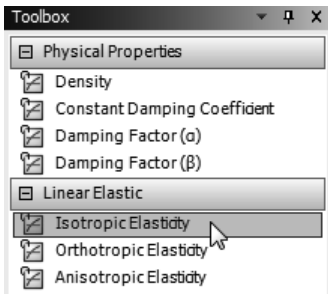 Toolbox
Physical Properties
Density
Constant Damping Coefficient
Damping Factor (α)
Damping Factor (β)
Linear Elastic
Isotropic Elasticity
Orthotropic Elasticity
Anisotropic Elasticity